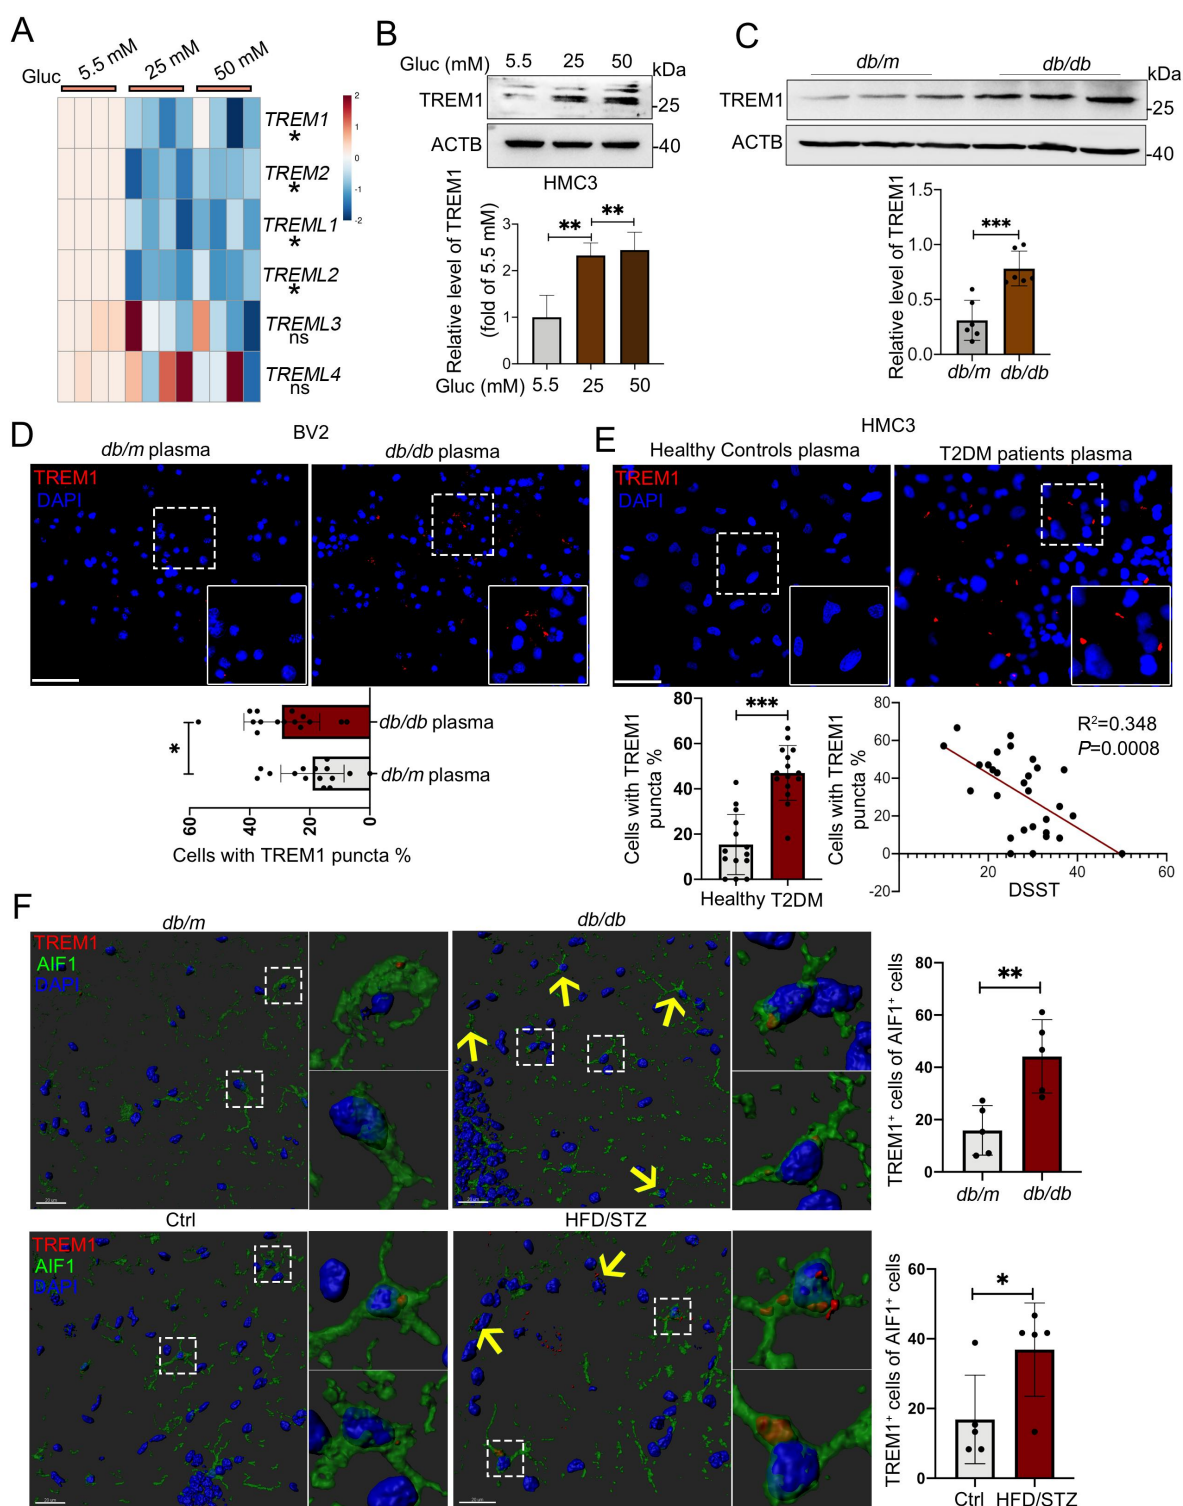 A
Gluc 5.5 mM 25 mM 50 mM
TREM1
*
TREM2
*
TREML1
*
TREML2
*
TREML3
ns
TREML4
ns
2
1
0
-1
-2
B
Gluc (mM) 5.5 25 50
kDa
TREM1
-25
ACTB
-40
HMC3
Relative level of TREM1
(fold of 5.5 mM)
3
2
1
0
** **
Gluc (mM) 5.5 25 50
C
db/m db/db
kDa
TREM1
-25
ACTB
-40
Relative level of TREM1
1.5
1.0
0.5
0.0
***
db/m db/db
D
BV2
db/m plasma db/db plasma
TREM1
DAPI
db/db plasma
db/m plasma
*
60 40 20 0
Cells with TREM1 puncta %
E
HMC3
Healthy Controls plasma T2DM patients plasma
TREM1 TREM1
DAPI DAPI
Cells with TREM1
puncta %
80
60
40
20
0
***
Healthy T2DM
Cells with TREM1
puncta %
80
60
40
20
0
-20
R²=0.348
P=0.0008
20 40 60
DSST
F
db/m db/db
TREM1
AIF1
DAPI
TREM1⁺ cells of AIF1⁺ cells
80
60
40
20
0
**
db/m db/db
Ctrl HFD/STZ
TREM1
AIF1
DAPI
TREM1⁺ cells of AIF1⁺ cells
60
40
20
0
*
Ctrl HFD/STZ